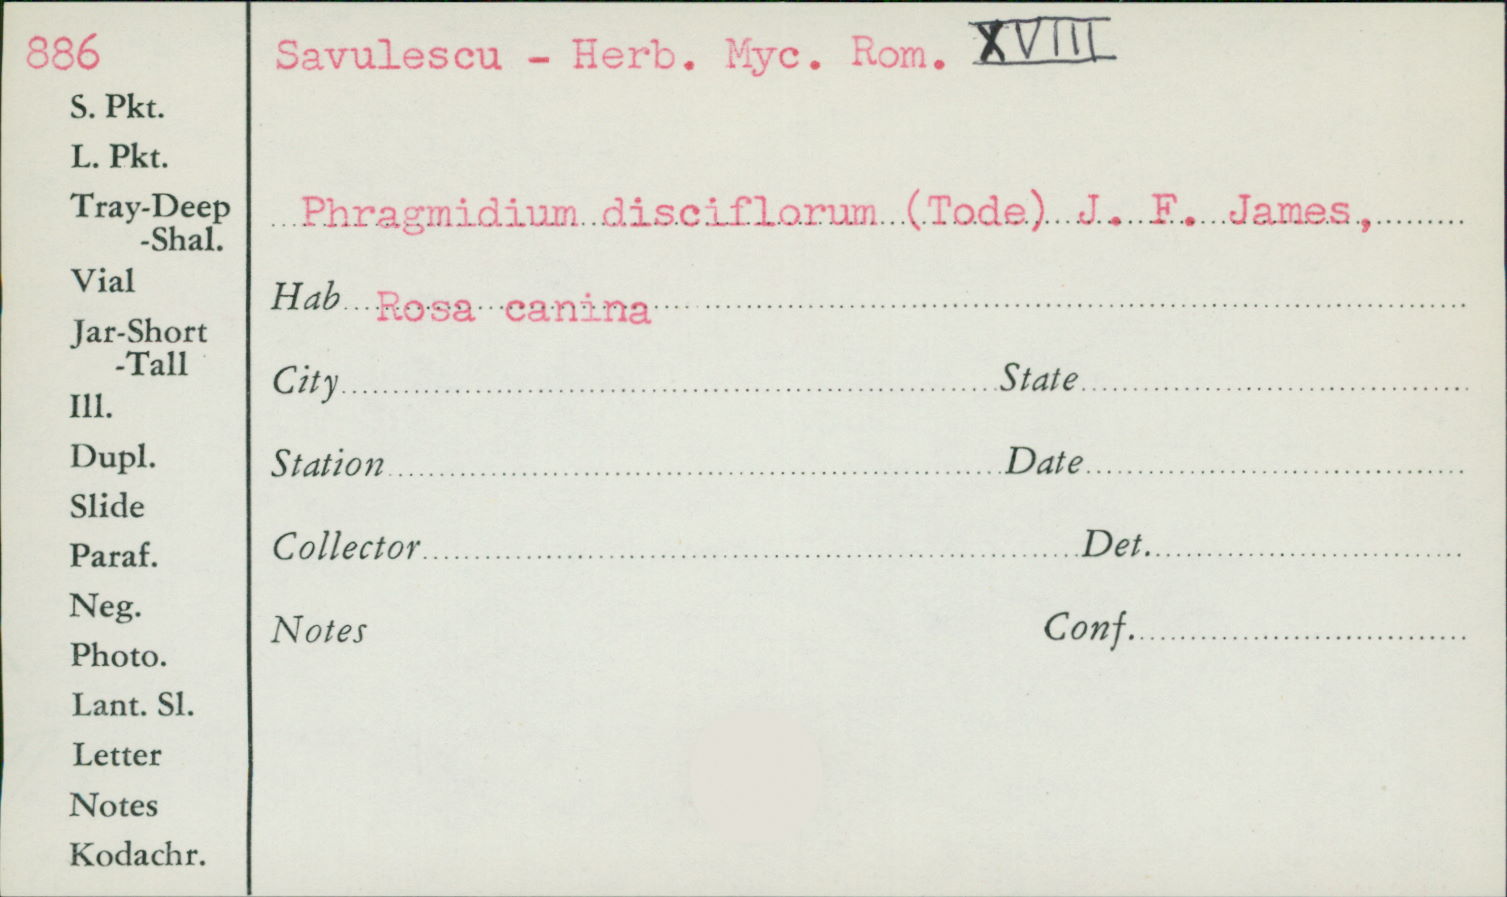 886
Savulescu - Herb. Myc. Rom. XVIII
S. Pkt.
L. Pkt.
Tray-Deep
-Shal.
Vial
Jar-Short
-Tall
Ill.
Dupl.
Slide
Paraf.
Neg.
Photo.
Lant. Sl.
Letter
Notes
Kodachr.
Phragmidium disciflorum (Tode) J. F. James,
Hab Rosa canina
City State
Station Date
Collector Det.
Notes Conf.